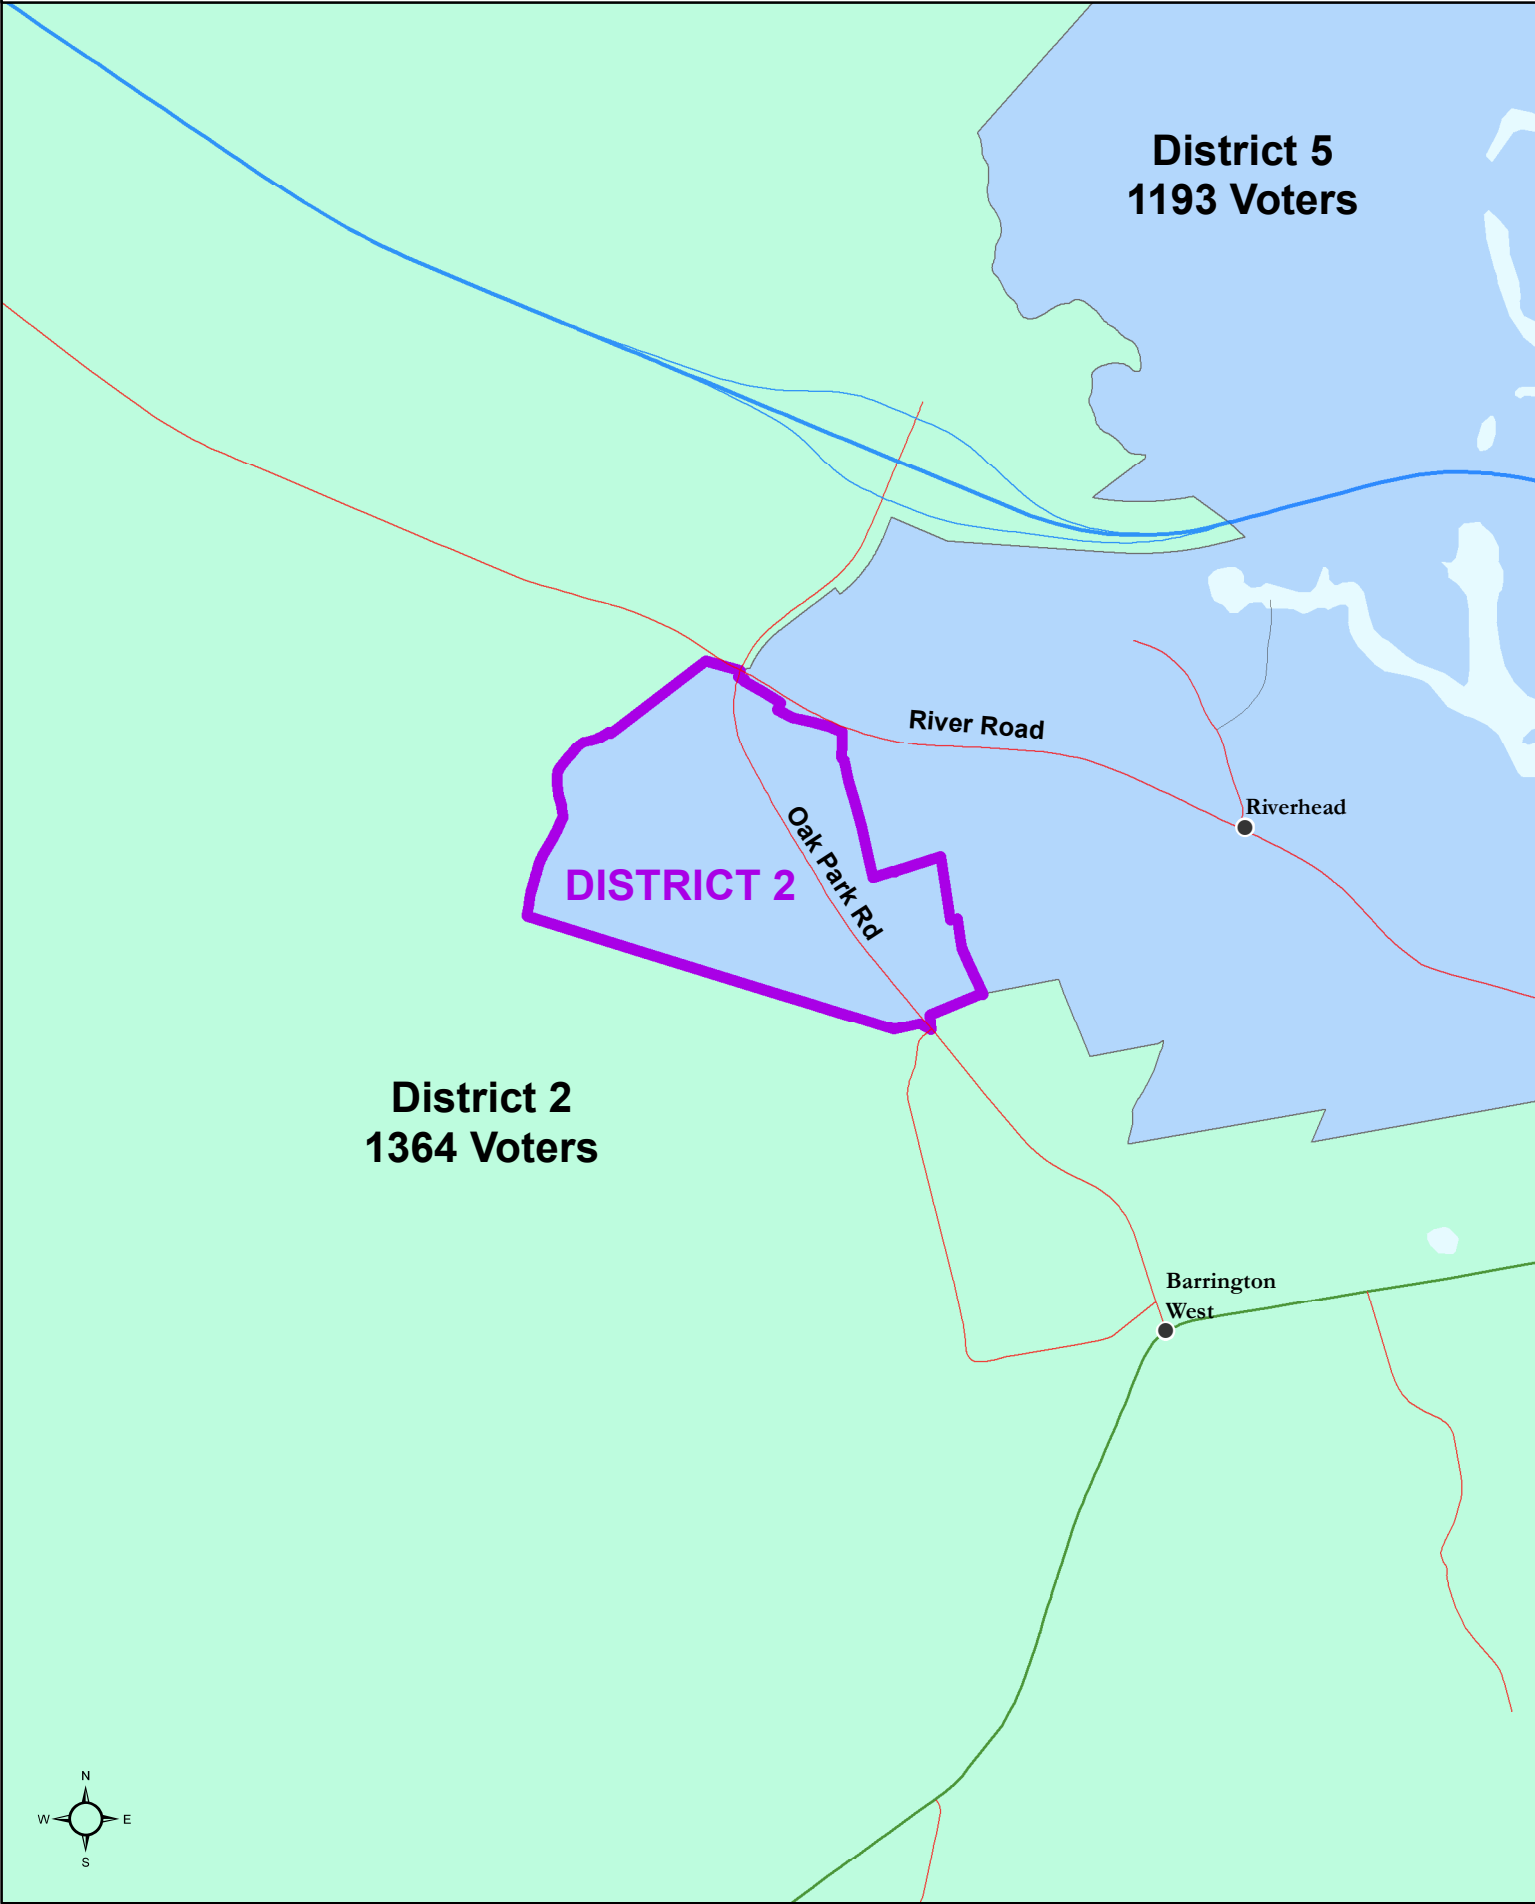 District 5
1193 Voters
River Road
Riverhead
Oak Park Rd
DISTRICT 2
District 2
1364 Voters
Barrington
West
N
W E
S